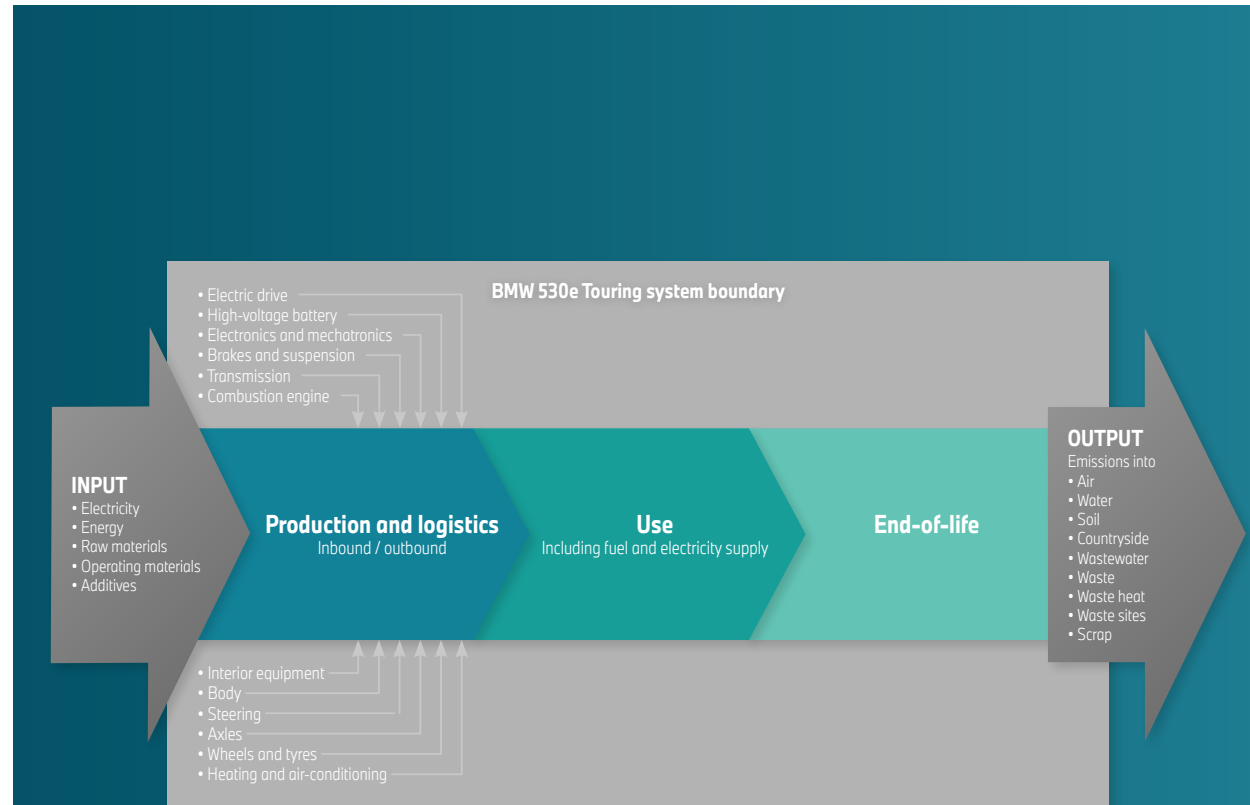 BMW 530e Touring system boundary
• Electric drive
• High-voltage battery
• Electronics and mechatronics
• Brakes and suspension
• Transmission
• Combustion engine
INPUT
• Electricity
• Energy
• Raw materials
• Operating materials
• Additives
Production and logistics
Inbound / outbound
Use
Including fuel and electricity supply
End-of-life
OUTPUT
Emissions into
• Air
• Water
• Soil
• Countryside
• Wastewater
• Waste
• Waste heat
• Waste sites
• Scrap
• Interior equipment
• Body
• Steering
• Axles
• Wheels and tyres
• Heating and air-conditioning